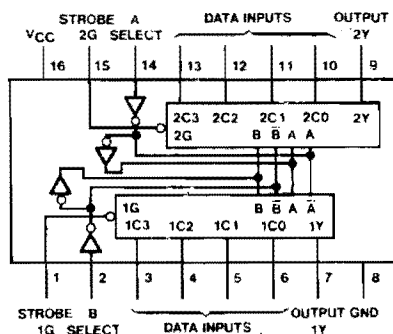 STROBE A DATA INPUTS OUTPUT
VCC 2G SELECT 2Y
16 15 14 13 12 11 10 9
2C3 2C2 2C1 2C0 2Y
2G B B̅ A A̅
1G B B̅ A A̅
1C3 1C2 1C1 1C0 1Y
1 2 3 4 5 6 7 8
STROBE B DATA INPUTS OUTPUT GND
1G SELECT 1Y